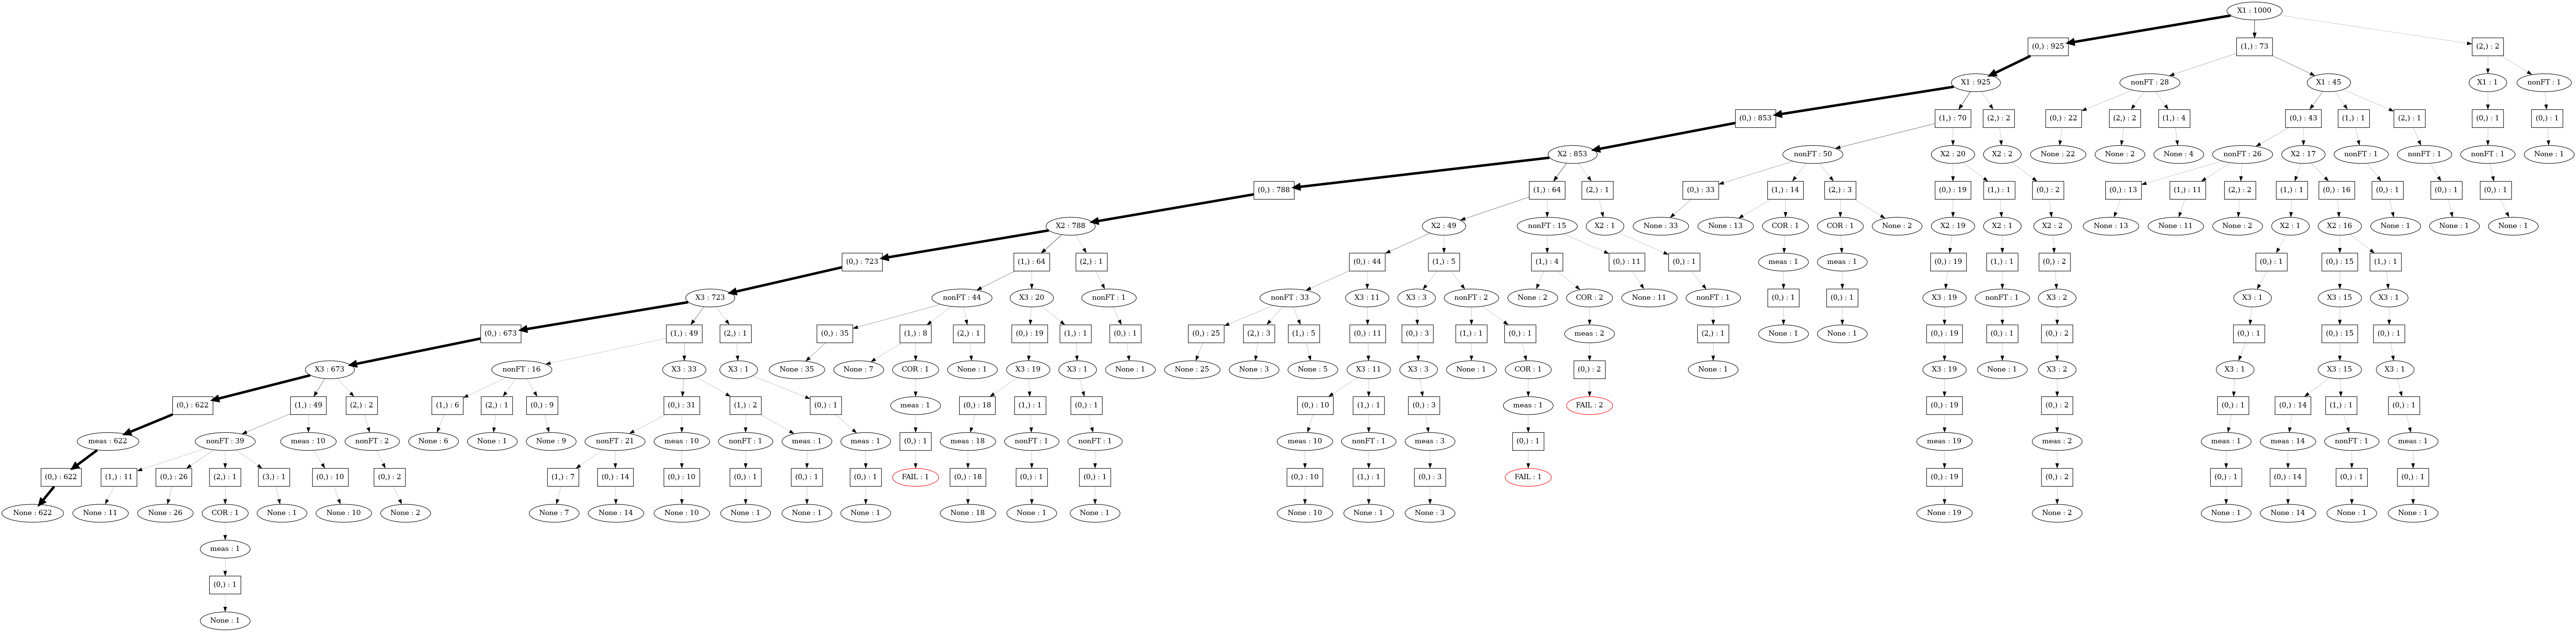 X1 : 1000
(0,) : 925 (1,) : 73 (2,) : 2
X1 : 925 nonFT : 28 X1 : 45 X1 : 1 nonFT : 1
(0,) : 853 (1,) : 70 (2,) : 2 (0,) : 22 (2,) : 2 (1,) : 4 (0,) : 43 (1,) : 1 (2,) : 1 (0,) : 1 (0,) : 1
X2 : 853 nonFT : 50 X2 : 20 X2 : 2 None : 22 None : 2 None : 4 nonFT : 26 X2 : 17 nonFT : 1 nonFT : 1 nonFT : 1 None : 1
(0,) : 788 (1,) : 64 (2,) : 1 (0,) : 33 (1,) : 14 (2,) : 3 (0,) : 19 (1,) : 1 (0,) : 2 (0,) : 13 (1,) : 11 (2,) : 2 (1,) : 1 (0,) : 16 (0,) : 1 (0,) : 1 (0,) : 1
X2 : 788 X2 : 49 nonFT : 15 X2 : 1 None : 33 None : 13 COR : 1 COR : 1 None : 2 X2 : 19 X2 : 1 X2 : 2 None : 13 None : 11 None : 2 X2 : 1 X2 : 16 None : 1 None : 1 None : 1
(0,) : 723 (1,) : 64 (2,) : 1 (0,) : 44 (1,) : 5 (1,) : 4 (0,) : 11 (0,) : 1 meas : 1 meas : 1 (0,) : 19 (1,) : 1 (0,) : 2 (0,) : 1 (0,) : 15 (1,) : 1
X3 : 723 nonFT : 44 X3 : 20 nonFT : 1 nonFT : 33 X3 : 11 X3 : 3 nonFT : 2 None : 2 COR : 2 None : 11 nonFT : 1 (0,) : 1 (0,) : 1 X3 : 19 nonFT : 1 X3 : 2 X3 : 1 X3 : 15 X3 : 1
(0,) : 673 (1,) : 49 (2,) : 1 (0,) : 35 (1,) : 8 (2,) : 1 (0,) : 19 (1,) : 1 (0,) : 1 (0,) : 25 (2,) : 3 (1,) : 5 (0,) : 11 (0,) : 3 (1,) : 1 (0,) : 1 meas : 2 (2,) : 1 None : 1 None : 1 (0,) : 19 (0,) : 1 (0,) : 2 (0,) : 1 (0,) : 15 (0,) : 1
X3 : 673 nonFT : 16 X3 : 33 X3 : 1 None : 35 None : 7 COR : 1 None : 1 X3 : 19 X3 : 1 None : 1 None : 25 None : 3 None : 5 X3 : 11 X3 : 3 None : 1 COR : 1 (0,) : 2 None : 1 X3 : 19 None : 1 X3 : 2 X3 : 1 X3 : 15 X3 : 1
(0,) : 622 (1,) : 49 (2,) : 2 (1,) : 6 (2,) : 1 (0,) : 9 (0,) : 31 (1,) : 2 (0,) : 1 meas : 1 (0,) : 18 (1,) : 1 (0,) : 1 (0,) : 10 (1,) : 1 (0,) : 3 meas : 1 FAIL : 2 (0,) : 19 (0,) : 2 (0,) : 1 (0,) : 14 (1,) : 1 (0,) : 1
meas : 622 nonFT : 39 meas : 10 nonFT : 2 None : 6 None : 1 None : 9 nonFT : 21 meas : 10 nonFT : 1 meas : 1 meas : 1 (0,) : 1 meas : 18 nonFT : 1 nonFT : 1 meas : 10 nonFT : 1 meas : 3 (0,) : 1 meas : 19 meas : 2 meas : 1 meas : 14 nonFT : 1 meas : 1
(0,) : 622 (1,) : 11 (0,) : 26 (2,) : 1 (3,) : 1 (0,) : 10 (0,) : 2 (1,) : 7 (0,) : 14 (0,) : 10 (0,) : 1 (0,) : 1 (0,) : 1 FAIL : 1 (0,) : 18 (0,) : 1 (0,) : 1 (0,) : 10 (1,) : 1 (0,) : 3 FAIL : 1 (0,) : 19 (0,) : 2 (0,) : 1 (0,) : 14 (0,) : 1 (0,) : 1
None : 622 None : 11 None : 26 COR : 1 None : 1 None : 10 None : 2 None : 7 None : 14 None : 10 None : 1 None : 1 None : 1 None : 18 None : 1 None : 1 None : 10 None : 1 None : 3 None : 19 None : 2 None : 1 None : 14 None : 1 None : 1
meas : 1
(0,) : 1
None : 1